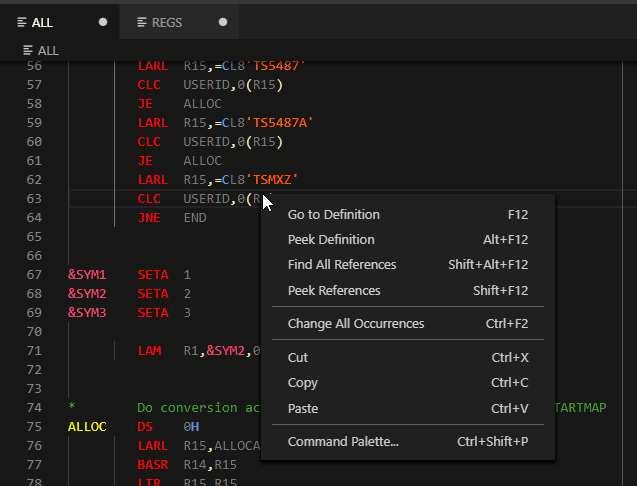 ALL REGS
ALL
56 LARL R15,=CL8'TS5487'
57 CLC USERID,0(R15)
58 JE ALLOC
59 LARL R15,=CL8'TS5487A'
60 CLC USERID,0(R15)
61 JE ALLOC
62 LARL R15,=CL8'TSMXZ'
63 CLC USERID,0(R
64 JNE END
65
66
67 &SYM1 SETA 1
68 &SYM2 SETA 2
69 &SYM3 SETA 3
70
71 LAM R1,&SYM2,0
72
73
74 * Do conversion ac TARTMAP
75 ALLOC DS 0H
76 LARL R15,ALLOCA
77 BASR R14,R15
78 LTR R15,R15
Go to Definition F12
Peek Definition Alt+F12
Find All References Shift+Alt+F12
Peek References Shift+F12
Change All Occurrences Ctrl+F2
Cut Ctrl+X
Copy Ctrl+C
Paste Ctrl+V
Command Palette... Ctrl+Shift+P